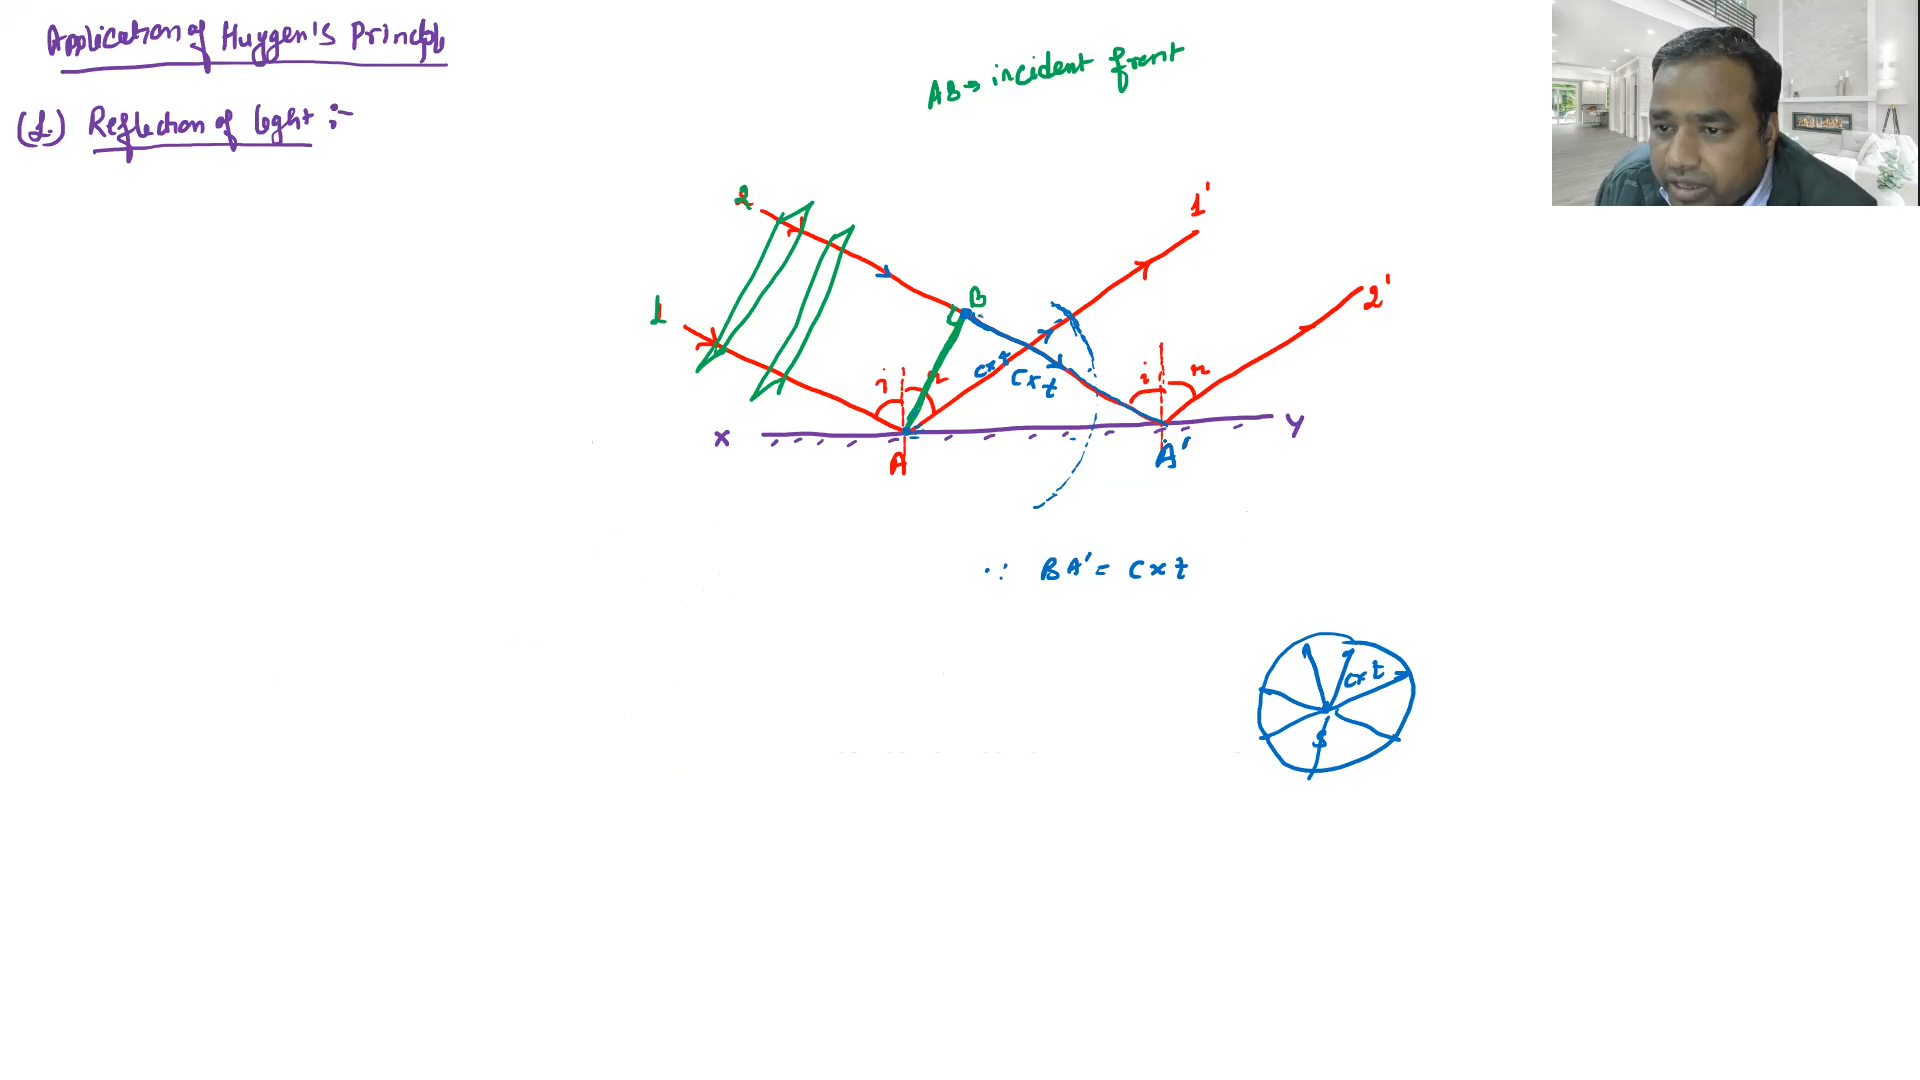 Application of Huygen's Principle
(1.) Reflection of light :-
AB → incident front
2
1'
1
B
2'
i
r
c x t
c x t
i
r
X
Y
A
A'
∵ BA' = c x t
c x t
S